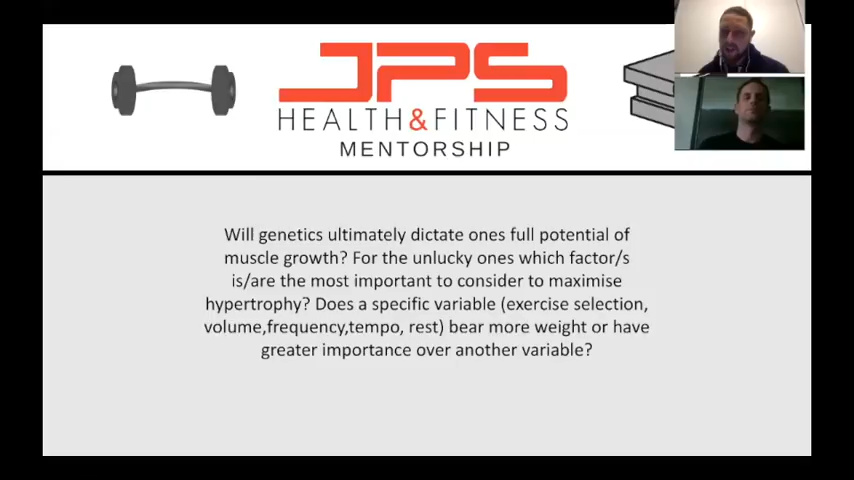 JPS
HEALTH&FITNESS
MENTORSHIP
Will genetics ultimately dictate ones full potential of
muscle growth? For the unlucky ones which factor/s
is/are the most important to consider to maximise
hypertrophy? Does a specific variable (exercise selection,
volume,frequency,tempo, rest) bear more weight or have
greater importance over another variable?